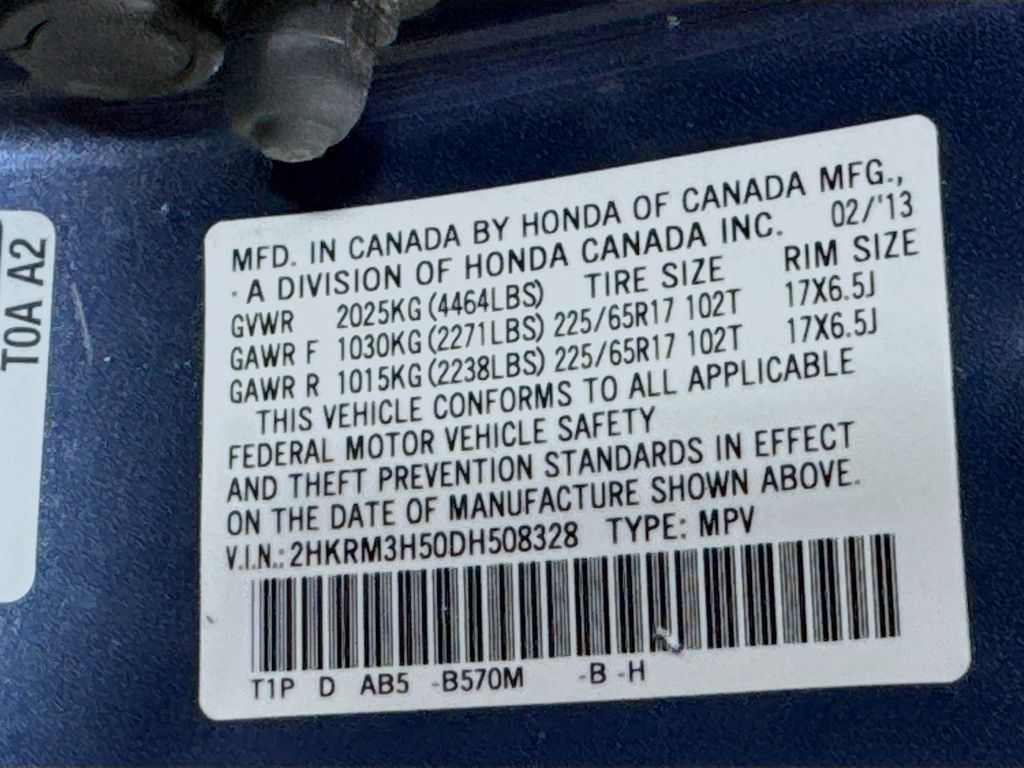 MFD. IN CANADA BY HONDA OF CANADA MFG.,
A DIVISION OF HONDA CANADA INC. 02/'13
GVWR 2025KG (4464LBS) TIRE SIZE RIM SIZE
GAWR F 1030KG (2271LBS) 225/65R17 102T 17X6.5J
GAWR R 1015KG (2238LBS) 225/65R17 102T 17X6.5J
THIS VEHICLE CONFORMS TO ALL APPLICABLE
FEDERAL MOTOR VEHICLE SAFETY
AND THEFT PREVENTION STANDARDS IN EFFECT
ON THE DATE OF MANUFACTURE SHOWN ABOVE.
V.I.N.: 2HKRM3H50DH508328 TYPE: MPV
T1P D AB5 -B570M -B -H
T0A A2